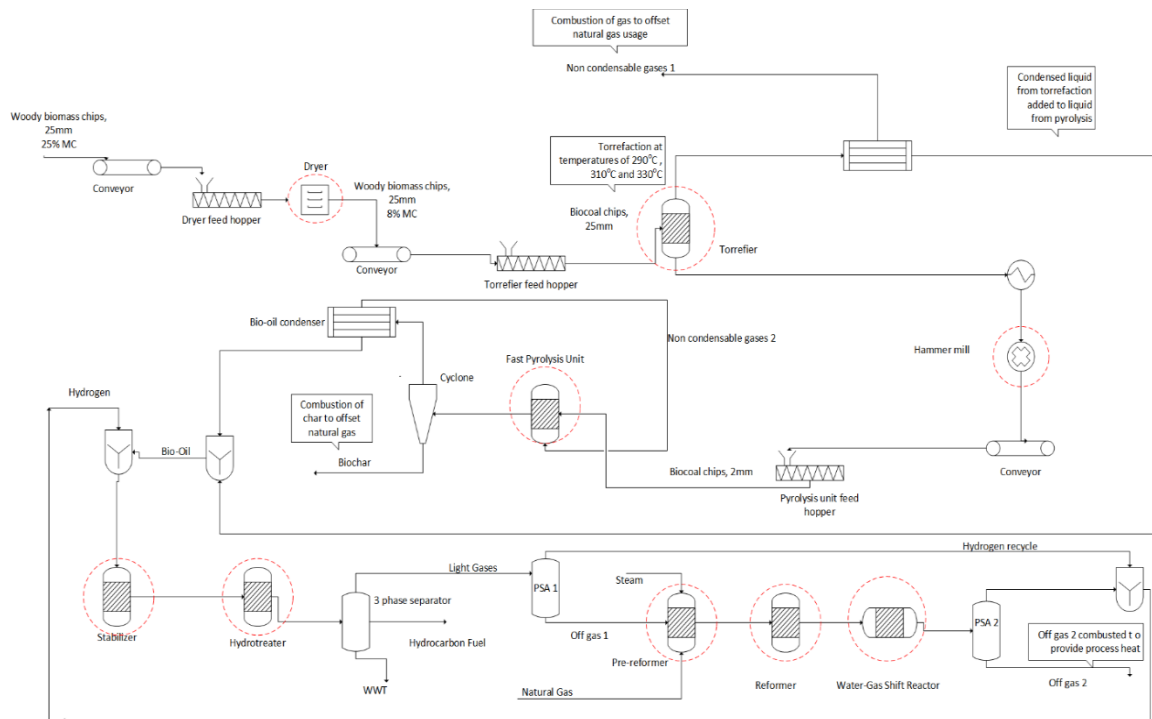 Combustion of gas to offset
natural gas usage
Non condensable gases 1
Condensed liquid
from torrefaction
added to liquid
from pyrolysis
Woody biomass chips,
25mm
25% MC
Conveyor
Dryer feed hopper
Dryer
Woody biomass chips,
25mm
8% MC
Conveyor
Torrefier feed hopper
Torrefaction at
temperatures of 290°C ,
310°C and 330°C
Biocoal chips,
25mm
Torrefier
Bio-oil condenser
Non condensable gases 2
Fast Pyrolysis Unit
Hammer mill
Cyclone
Hydrogen
Combustion of
char to offset
natural gas
Bio-Oil
Biochar
Biocoal chips, 2mm
Pyrolysis unit feed
hopper
Conveyor
Hydrogen recycle
Light Gases
PSA 1
Steam
3 phase separator
Stabilizer
Hydrotreater
Hydrocarbon Fuel
WWT
Off gas 1
Pre-reformer
Natural Gas
Reformer
Water-Gas Shift Reactor
PSA 2
Off gas 2 combusted t o
provide process heat
Off gas 2